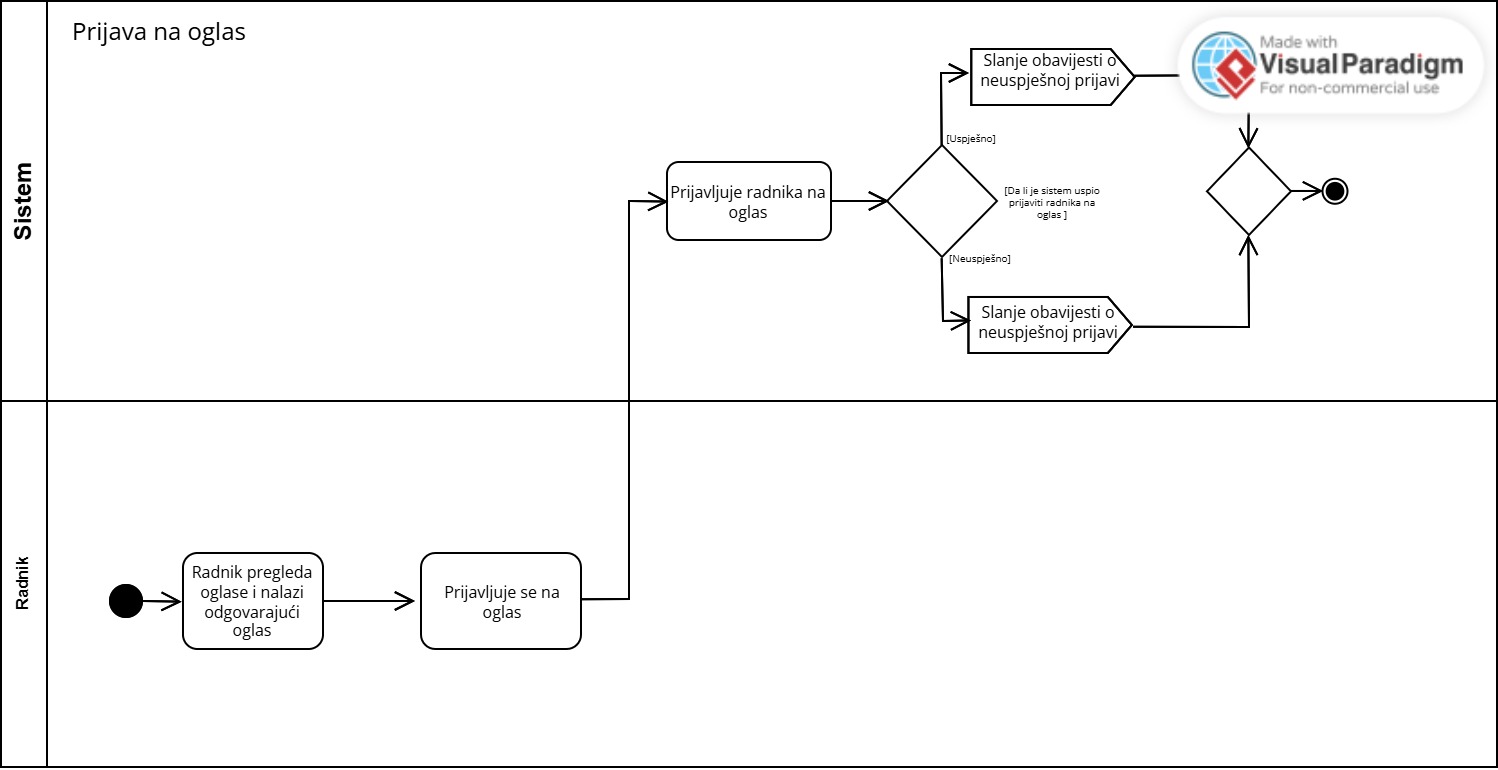 Prijava na oglas
Sistem
Slanje obavijesti o
neuspješnoj prijavi
Made with
Visual Paradigm
For non-commercial use
[Uspješno]
Prijavljuje radnika na
oglas
[Da li je sistem uspio
prijaviti radnika na
oglas ]
[Neuspješno]
Slanje obavijesti o
neuspješnoj prijavi
Radnik
Radnik pregleda
oglase i nalazi
odgovarajući
oglas
Prijavljuje se na
oglas